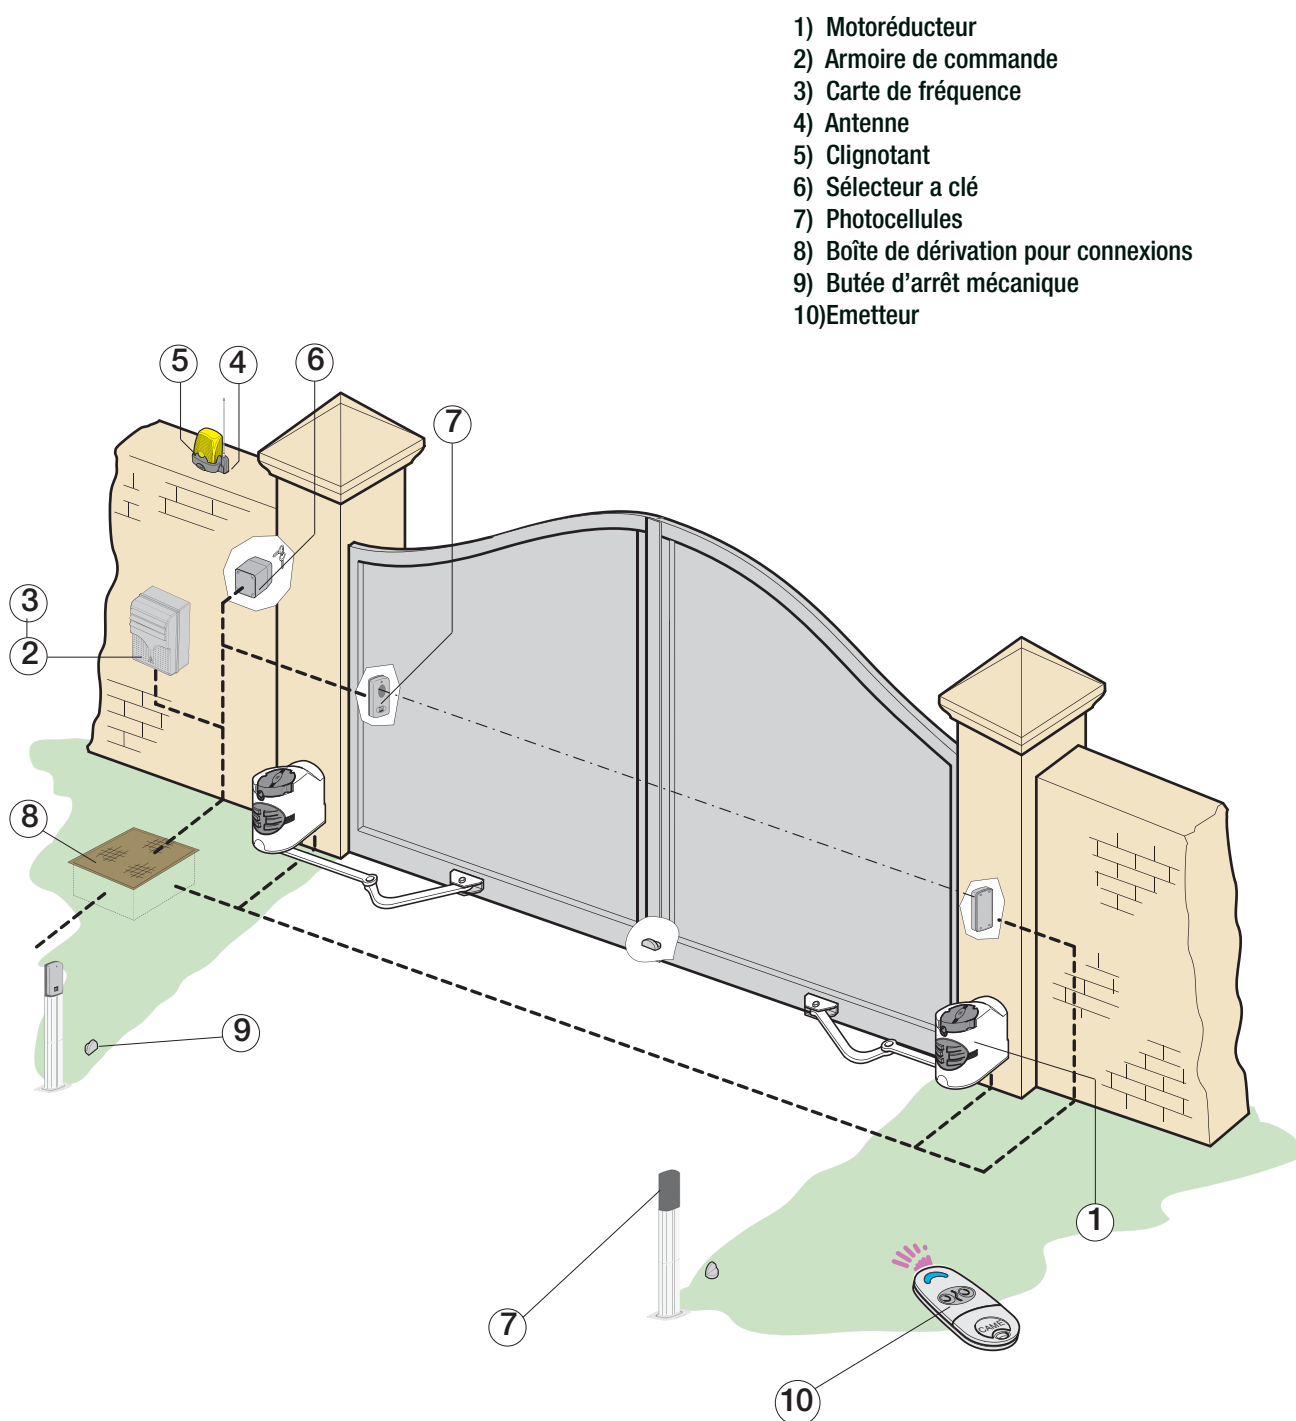 1) Motoréducteur
2) Armoire de commande
3) Carte de fréquence
4) Antenne
5) Clignotant
6) Sélecteur a clé
7) Photocellules
8) Boîte de dérivation pour connexions
9) Butée d’arrêt mécanique
10)Emetteur
5
4
6
7
3
2
8
9
1
7
10
CAME